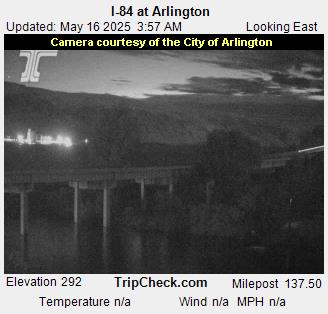 I-84 at Arlington
Updated: May 16 2025 3:57 AM Looking East
Camera courtesy of the City of Arlington
Elevation 292 TripCheck.com Milepost 137.50
Temperature n/a Wind n/a MPH n/a